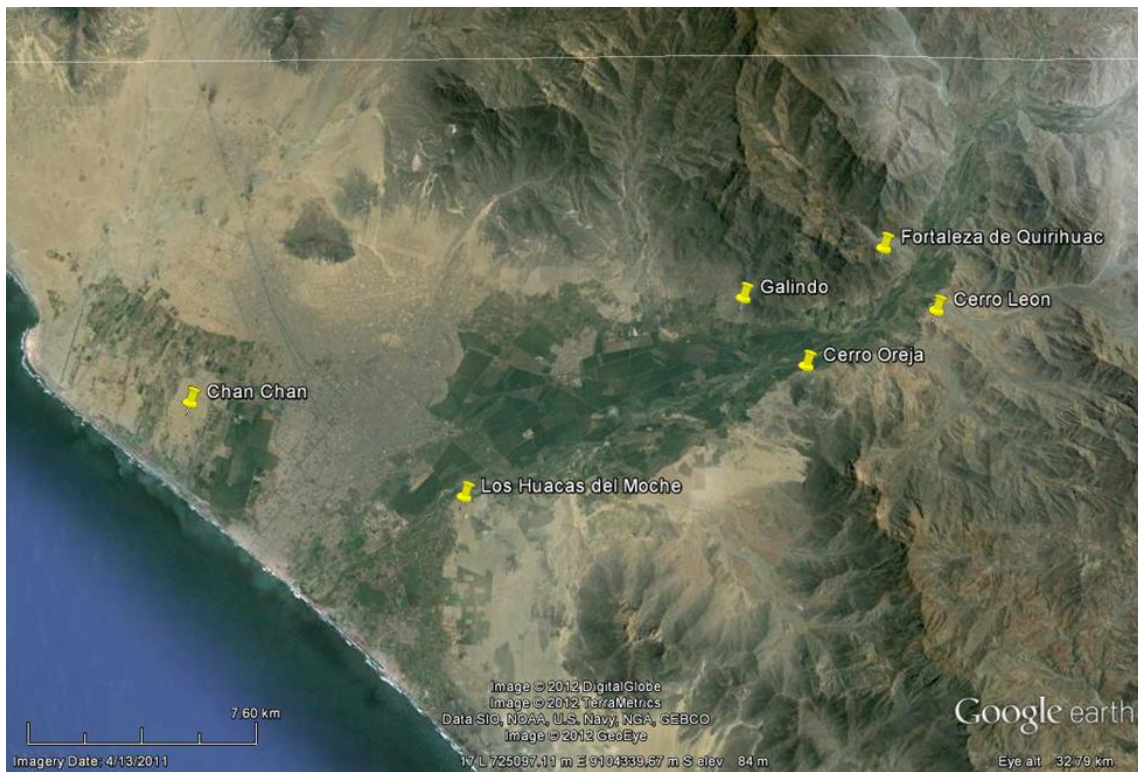 Fortaleza de Quirihuac
Galindo
Cerro Leon
Cerro Oreja
Chan Chan
Los Huacas del Moche
Image © 2012 DigitalGlobe
Image © 2012 TerraMetrics
Data SIO, NOAA, U.S. Navy, NGA, GEBCO
Image © 2012 GeoEye
7.60 km
Google earth
Imagery Date: 4/13/2011
17 L 725097.11 m E 9104339.67 m S elev 84 m
Eye alt 32.79 km